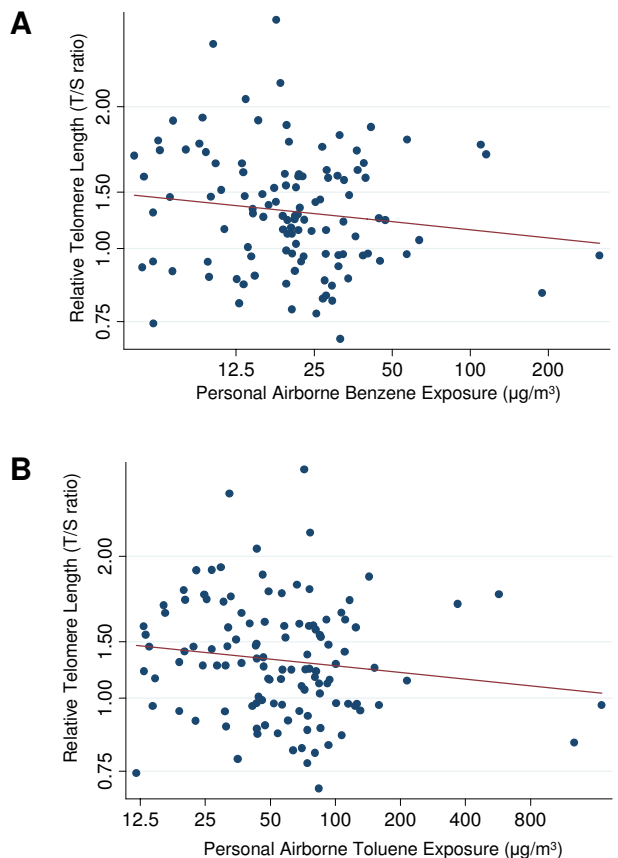 A
Relative Telomere Length (T/S ratio)
2.00
1.50
1.00
0.75
12.5 25 50 100 200
Personal Airborne Benzene Exposure (µg/m³)
B
Relative Telomere Length (T/S ratio)
2.00
1.50
1.00
0.75
12.5 25 50 100 200 400 800
Personal Airborne Toluene Exposure (µg/m³)